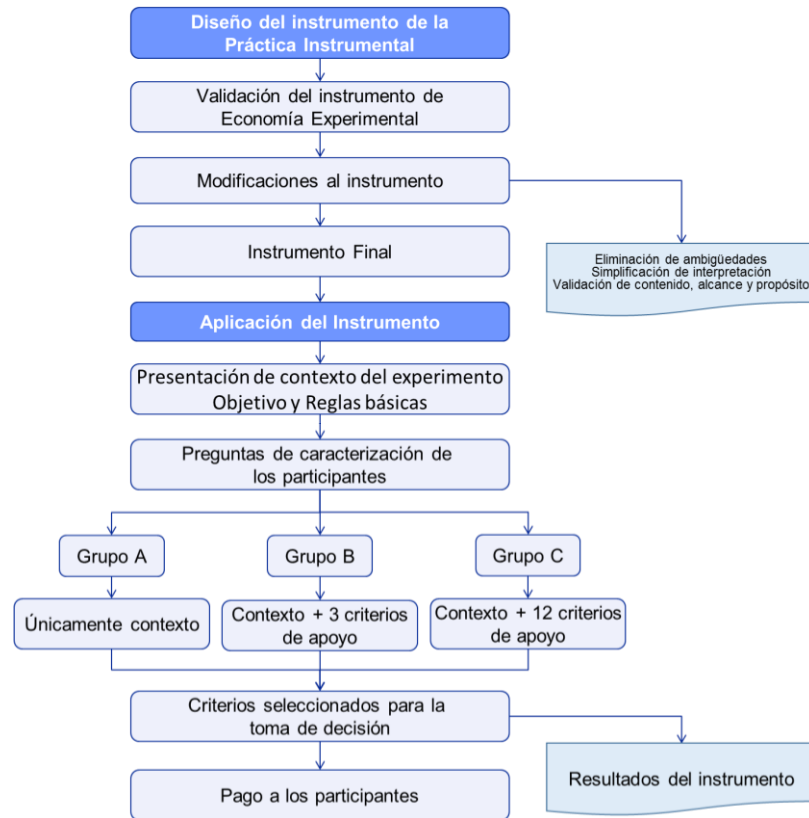 Diseño del instrumento de la
Práctica Instrumental
Validación del instrumento de
Economía Experimental
Modificaciones al instrumento
Instrumento Final
Eliminación de ambigüedades
Simplificación de interpretación
Validación de contenido, alcance y propósito
Aplicación del Instrumento
Presentación de contexto del experimento
Objetivo y Reglas básicas
Preguntas de caracterización de
los participantes
Grupo A
Grupo B
Grupo C
Únicamente contexto
Contexto + 3 criterios
de apoyo
Contexto + 12 criterios
de apoyo
Criterios seleccionados para la
toma de decisión
Resultados del instrumento
Pago a los participantes